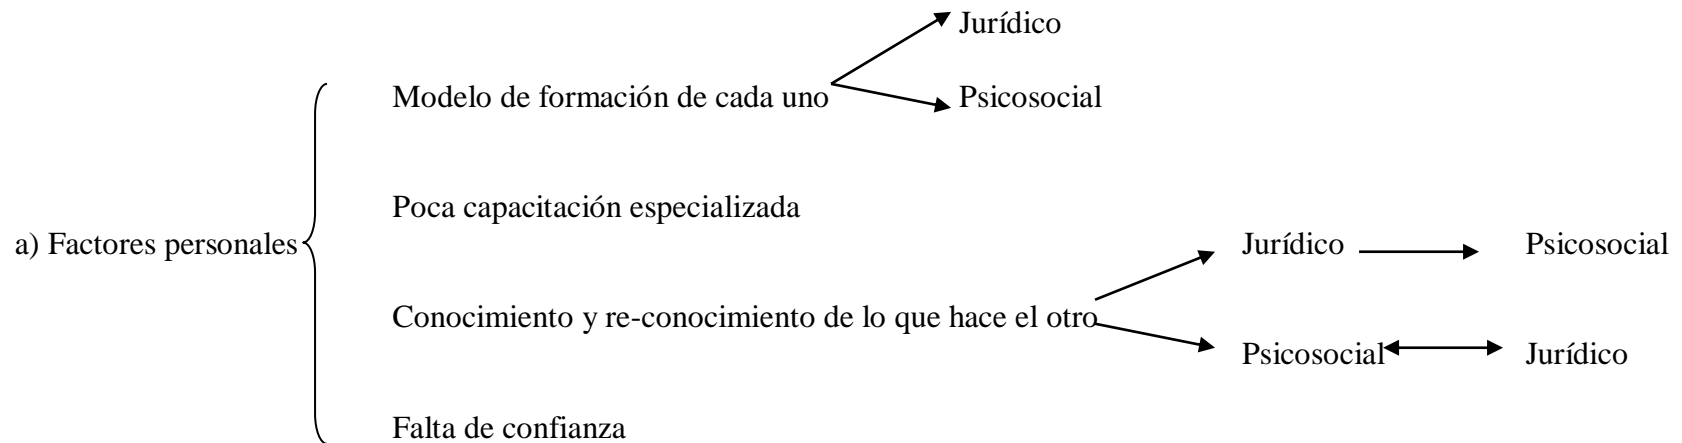 Jurídico
Modelo de formación de cada uno Psicosocial
Poca capacitación especializada
a) Factores personales Jurídico Psicosocial
Conocimiento y re-conocimiento de lo que hace el otro
Psicosocial Jurídico
Falta de confianza